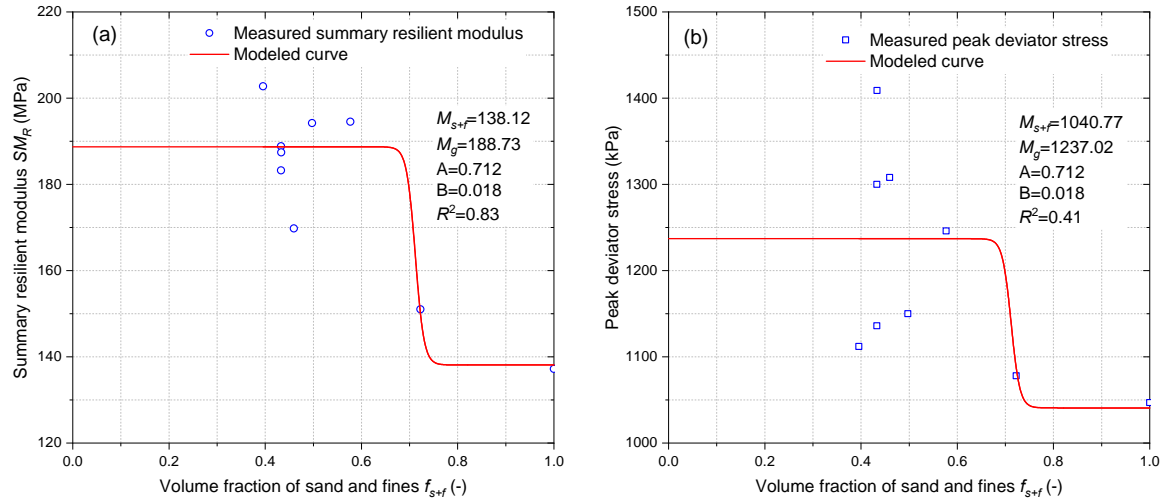 (a)
Measured summary resilient modulus
Modeled curve
M_{s+f}=138.12
M_g=188.73
A=0.712
B=0.018
R^2=0.83
Summary resilient modulus SM_R (MPa)
220
200
180
160
140
120
0.0 0.2 0.4 0.6 0.8 1.0
Volume fraction of sand and fines f_{s+f} (-)
(b)
Measured peak deviator stress
Modeled curve
M_{s+f}=1040.77
M_g=1237.02
A=0.712
B=0.018
R^2=0.41
Peak deviator stress (kPa)
1500
1400
1300
1200
1100
1000
0.0 0.2 0.4 0.6 0.8 1.0
Volume fraction of sand and fines f_{s+f} (-)